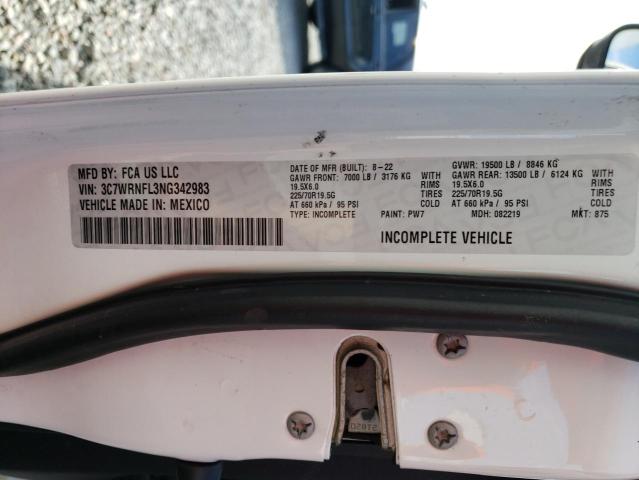 MFD BY: FCA US LLC
VIN: 3C7WRNFL3NG342983
VEHICLE MADE IN: MEXICO
DATE OF MFR (BUILT): 8-22
GAWR FRONT: 7000 LB / 3176 KG WITH
19.5X6.0 RIMS
225/70R19.5G TIRES
AT 660 kPa / 95 PSI COLD
TYPE: INCOMPLETE PAINT: PW7
GVWR: 19500 LB / 8846 KG
GAWR REAR: 13500 LB / 6124 KG WITH
19.5X6.0 RIMS
225/70R19.5G TIRES
AT 660 kPa / 95 PSI COLD
MDH: 082219 MKT: 875
INCOMPLETE VEHICLE